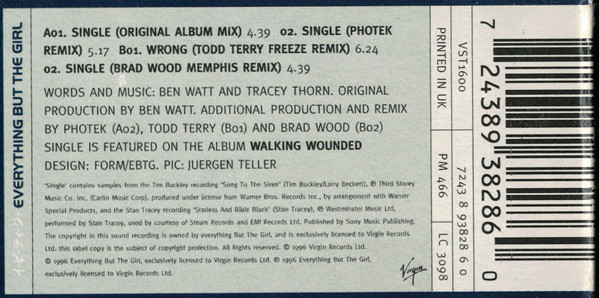 EVERYTHING BUT THE GIRL
A01. SINGLE (ORIGINAL ALBUM MIX) 4.39 02. SINGLE (PHOTEK
REMIX) 5.17 B01. WRONG (TODD TERRY FREEZE REMIX) 6.24
02. SINGLE (BRAD WOOD MEMPHIS REMIX) 4.39
WORDS AND MUSIC: BEN WATT AND TRACEY THORN. ORIGINAL
PRODUCTION BY BEN WATT. ADDITIONAL PRODUCTION AND REMIX
BY PHOTEK (A02), TODD TERRY (B01) AND BRAD WOOD (B02)
SINGLE IS FEATURED ON THE ALBUM WALKING WOUNDED
DESIGN: FORM/EBTG. PIC: JUERGEN TELLER
'Single' contains samples from the Tim Buckley recording 'Song To The Siren' (Tim Buckley/Larry Beckett), ℗ Third Storey
Music Co. Inc. (Carlin Music Corp), produced under license from Warner Bros. Records Inc., by arrangement with Warner
Special Products, and the Stan Tracey recording 'Starless And Bible Black' (Stan Tracey), ℗ Westminster Music Ltd,
performed by Stan Tracey, used by courtesy of Steam Records and EMI Records Ltd. Published by Sony Music Publishing.
The copyright in this sound recording is owned by everything But The Girl, and is exclusively licensed to Virgin Records
Ltd, this label copy is the subject of copyright protection. All Rights reserved. © 1996 Virgin Records Ltd.
© 1996 Everything But The Girl, exclusively licensed to Virgin Records Ltd. ℗ 1996 Everything But The Girl,
exclusively licensed to Virgin Records Ltd.
Virgin
PRINTED IN UK
VST1600
PM 466
7243 8 93828 6 0
LC 3098
7 24389 38286 0